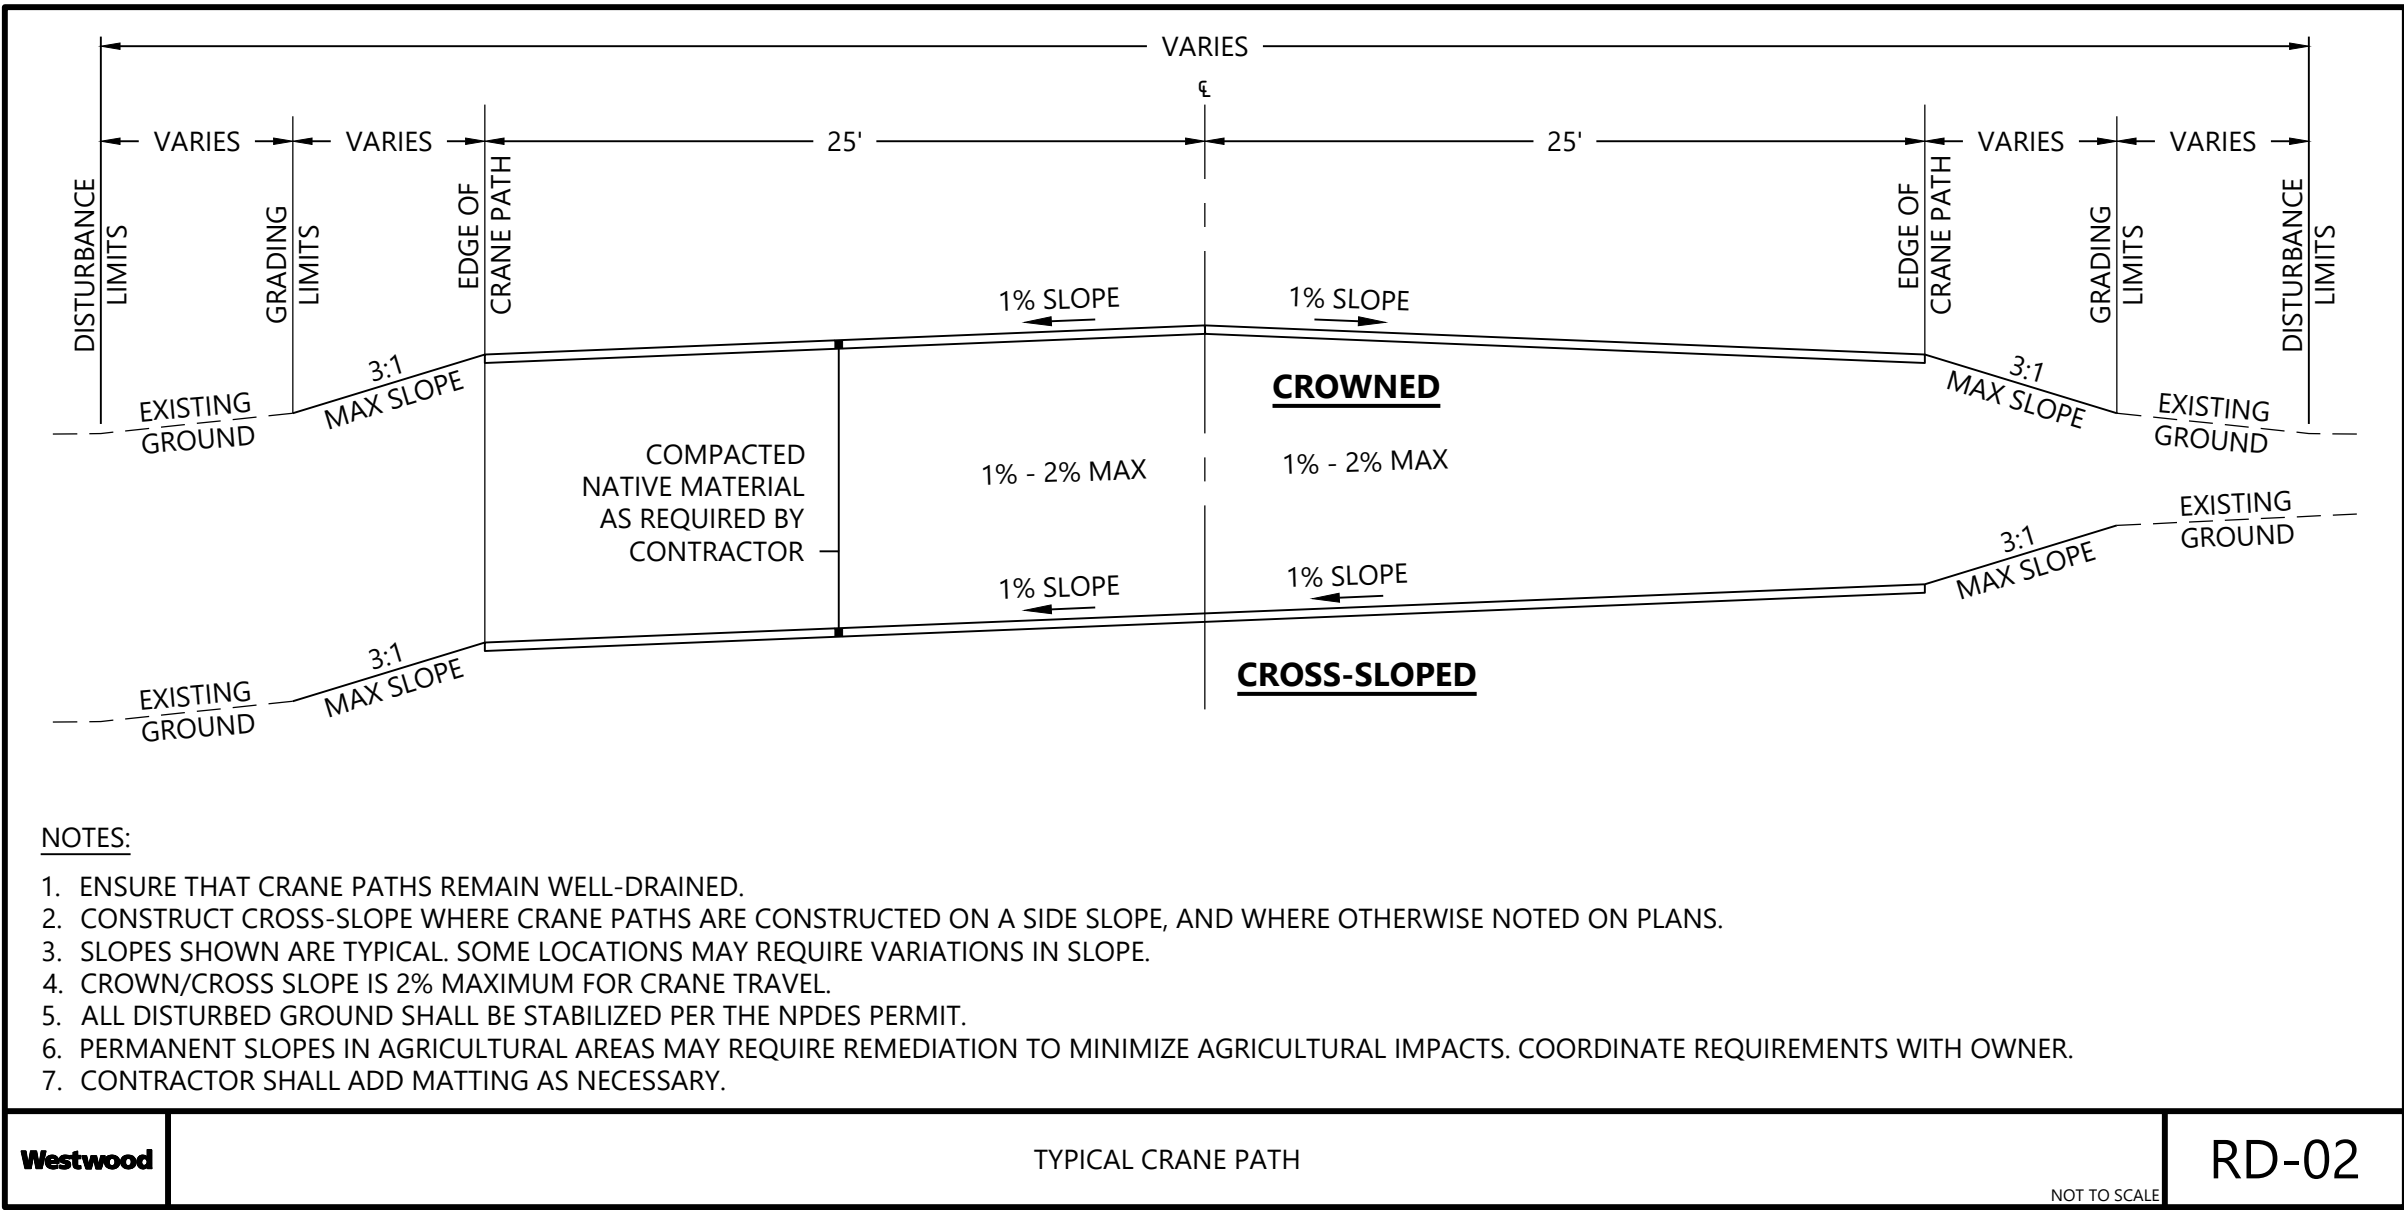 VARIES
℄
VARIES
VARIES
25'
25'
VARIES
VARIES
DISTURBANCE
LIMITS
GRADING
LIMITS
EDGE OF
CRANE PATH
EDGE OF
CRANE PATH
GRADING
LIMITS
DISTURBANCE
LIMITS
1% SLOPE
1% SLOPE
3:1
MAX SLOPE
3:1
MAX SLOPE
EXISTING
GROUND
CROWNED
EXISTING
GROUND
COMPACTED
NATIVE MATERIAL
AS REQUIRED BY
CONTRACTOR
1% - 2% MAX
1% - 2% MAX
EXISTING
GROUND
3:1
MAX SLOPE
1% SLOPE
1% SLOPE
3:1
MAX SLOPE
CROSS-SLOPED
EXISTING
GROUND
NOTES:
1. ENSURE THAT CRANE PATHS REMAIN WELL-DRAINED.
2. CONSTRUCT CROSS-SLOPE WHERE CRANE PATHS ARE CONSTRUCTED ON A SIDE SLOPE, AND WHERE OTHERWISE NOTED ON PLANS.
3. SLOPES SHOWN ARE TYPICAL. SOME LOCATIONS MAY REQUIRE VARIATIONS IN SLOPE.
4. CROWN/CROSS SLOPE IS 2% MAXIMUM FOR CRANE TRAVEL.
5. ALL DISTURBED GROUND SHALL BE STABILIZED PER THE NPDES PERMIT.
6. PERMANENT SLOPES IN AGRICULTURAL AREAS MAY REQUIRE REMEDIATION TO MINIMIZE AGRICULTURAL IMPACTS. COORDINATE REQUIREMENTS WITH OWNER.
7. CONTRACTOR SHALL ADD MATTING AS NECESSARY.
Westwood
TYPICAL CRANE PATH
NOT TO SCALE
RD-02